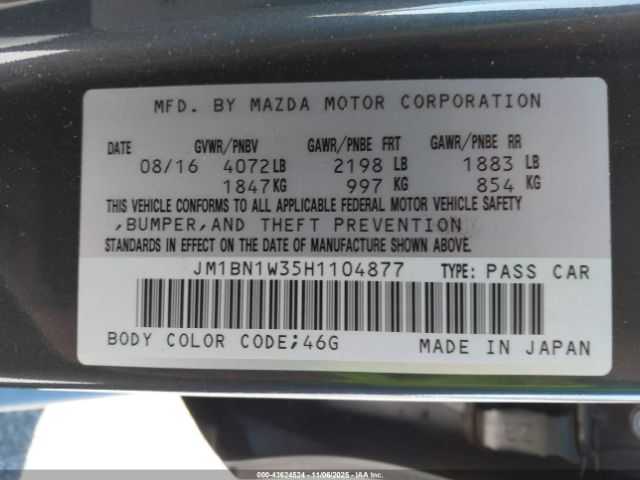 MFD. BY MAZDA MOTOR CORPORATION
DATE GVWR/PNBV GAWR/PNBE FRT GAWR/PNBE RR
08/16 4072LB 2198 LB 1883 LB
1847KG 997 KG 854 KG
THIS VEHICLE CONFORMS TO ALL APPLICABLE FEDERAL MOTOR VEHICLE SAFETY
,BUMPER,AND THEFT PREVENTION
STANDARDS IN EFFECT ON THE DATE OF MANUFACTURE SHOWN ABOVE.
JM1BN1W35H1104877 TYPE: PASS CAR
BODY COLOR CODE;46G MADE IN JAPAN
© 00-43624524 - 11/06/2025 - IAA Inc.